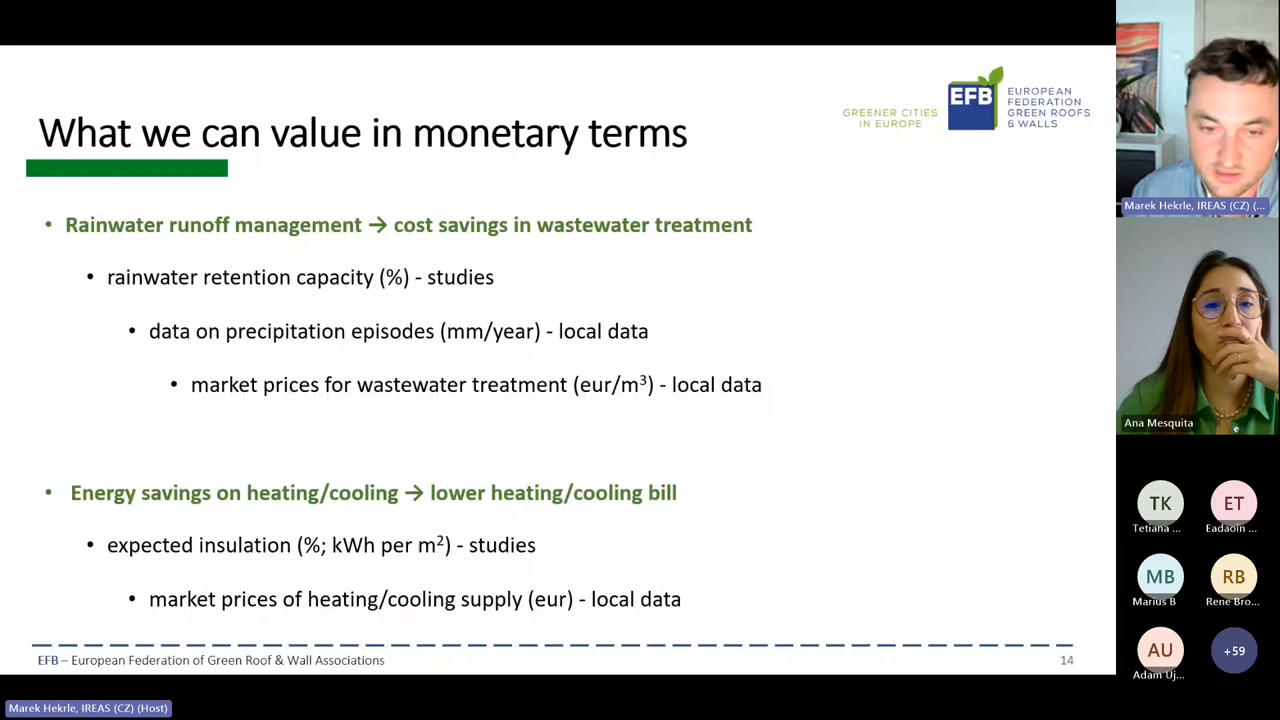 What we can value in monetary terms
GREENER CITIES
IN EUROPE
EFB
EUROPEAN
FEDERATION
GREEN ROOFS
& WALLS
• Rainwater runoff management → cost savings in wastewater treatment
• rainwater retention capacity (%) - studies
• data on precipitation episodes (mm/year) - local data
• market prices for wastewater treatment (eur/m³) - local data
• Energy savings on heating/cooling → lower heating/cooling bill
• expected insulation (%; kWh per m²) - studies
• market prices of heating/cooling supply (eur) - local data
EFB – European Federation of Green Roof & Wall Associations
14
Marek Hekrle, IREAS (CZ) (Host)
Marek Hekrle, IREAS (CZ) (...
Ana Mesquita
TK
Tetiana ...
ET
Eadaoin ...
MB
Marius B
RB
Rene Bro...
AU
Adam Uj...
+59